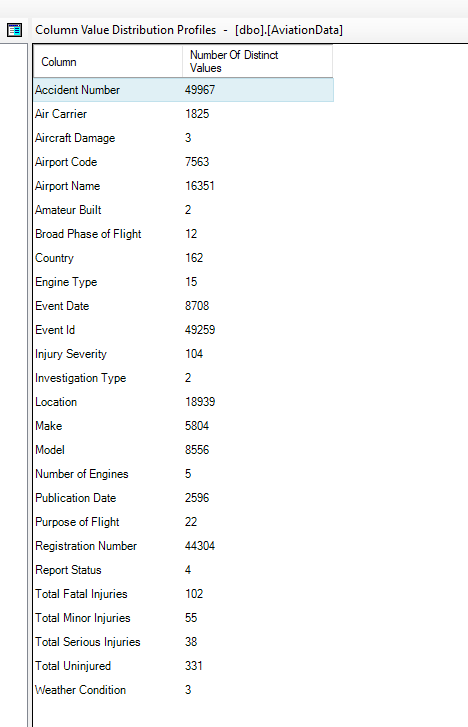 Column Value Distribution Profiles - [dbo].[AviationData]
Column Number Of Distinct
Values
Accident Number 49967
Air Carrier 1825
Aircraft Damage 3
Airport Code 7563
Airport Name 16351
Amateur Built 2
Broad Phase of Flight 12
Country 162
Engine Type 15
Event Date 8708
Event Id 49259
Injury Severity 104
Investigation Type 2
Location 18939
Make 5804
Model 8556
Number of Engines 5
Publication Date 2596
Purpose of Flight 22
Registration Number 44304
Report Status 4
Total Fatal Injuries 102
Total Minor Injuries 55
Total Serious Injuries 38
Total Uninjured 331
Weather Condition 3